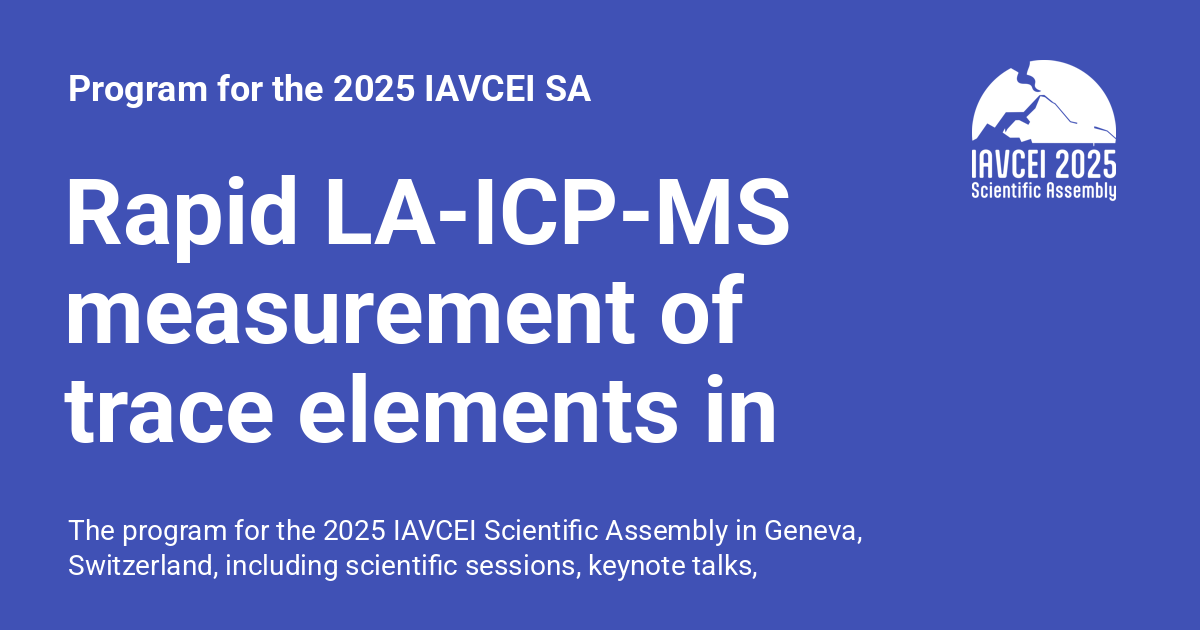 Program for the 2025 IAVCEI SA
IAVCEI 2025
Scientific Assembly
Rapid LA-ICP-MS
measurement of
trace elements in
The program for the 2025 IAVCEI Scientific Assembly in Geneva,
Switzerland, including scientific sessions, keynote talks,